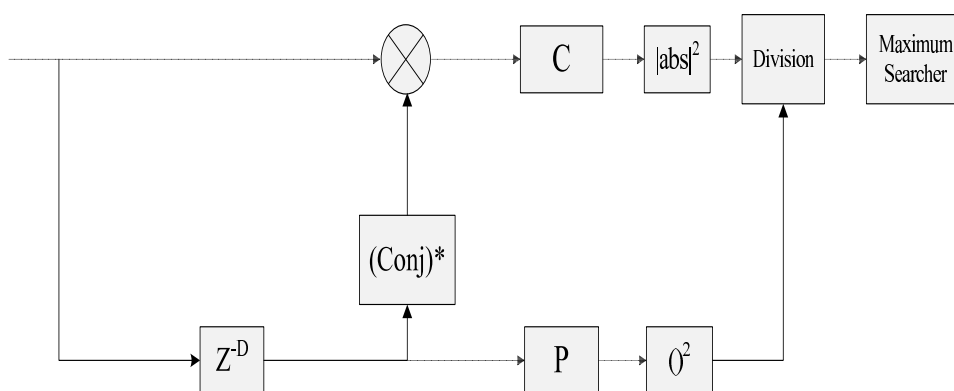 C
|abs|²
Division
Maximum
Searcher
(Conj)*
Z⁻ᴰ
P
()²